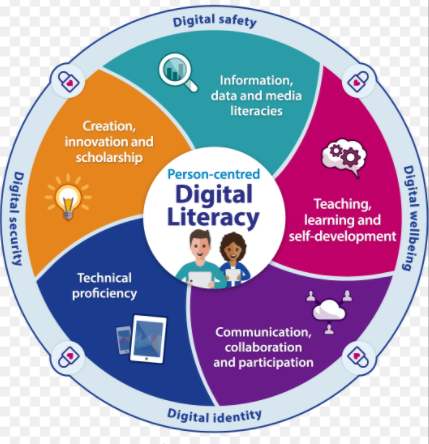 Digital safety
Information,
data and media
literacies
Creation,
innovation and
scholarship
Person-centred
Digital
Literacy
Teaching,
learning and
self-development
Digital security
Digital wellbeing
Technical
proficiency
Communication,
collaboration
and participation
Digital identity